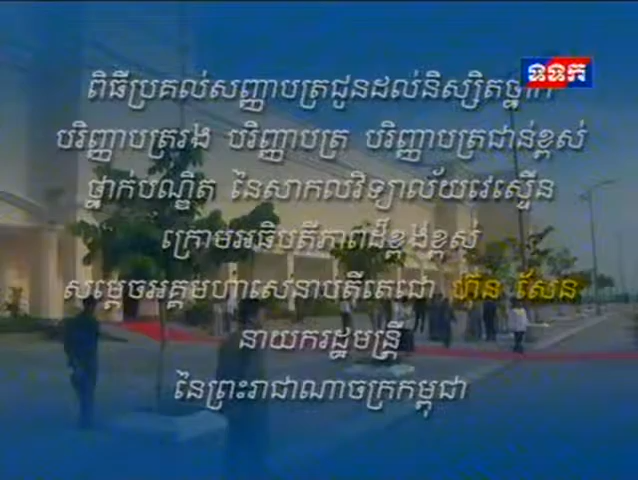 ទទក
ពិធីប្រគល់សញ្ញាបត្រជូនដល់និស្សិតថ្នាក់
បរិញ្ញាបត្ររង បរិញ្ញាបត្រ បរិញ្ញាបត្រជាន់ខ្ពស់
ថ្នាក់បណ្ឌិត នៃសាកលវិទ្យាល័យវេស្ទើន
ក្រោមអធិបតីភាពដ៏ខ្ពង់ខ្ពស់
សម្តេចអគ្គមហាសេនាបតីតេជោ ហ៊ុន សែន
នាយករដ្ឋមន្ត្រី
នៃព្រះរាជាណាចក្រកម្ពុជា